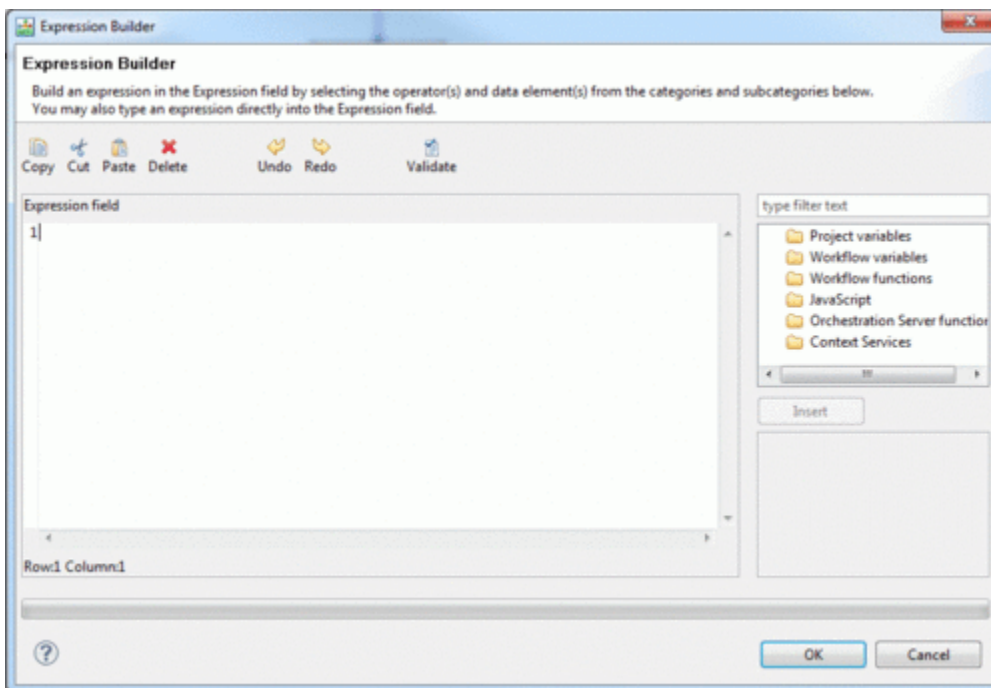 Expression Builder
Expression Builder
Build an expression in the Expression field by selecting the operator(s) and data element(s) from the categories and subcategories below.
You may also type an expression directly into the Expression field.
Copy Cut Paste Delete Undo Redo Validate
Expression field
1
Row:1 Column:1
type filter text
Project variables
Workflow variables
Workflow functions
JavaScript
Orchestration Server function
Context Services
Insert
OK Cancel